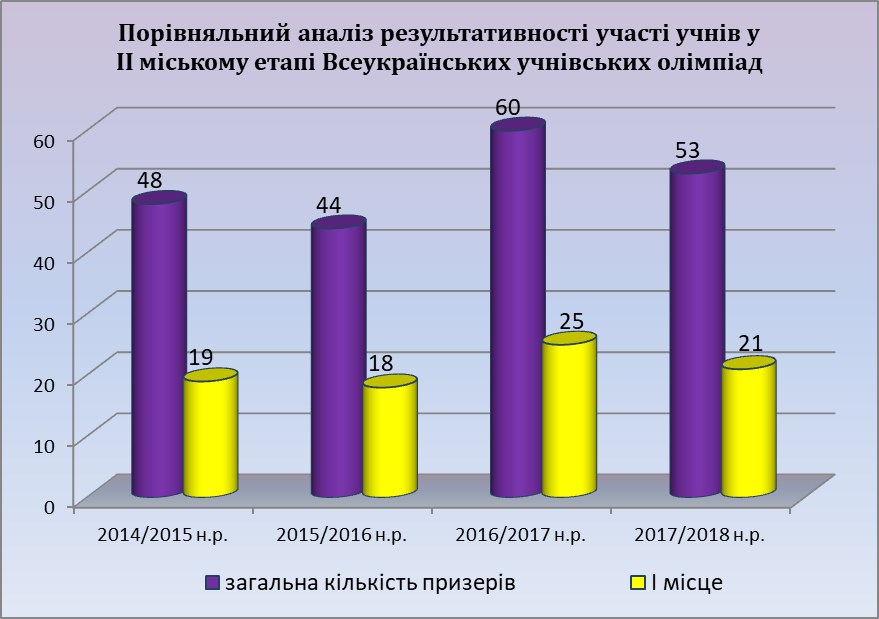 Порівняльний аналіз результативності участі учнів у
ІІ міському етапі Всеукраїнських учнівських олімпіад
60
53
48
44
25
21
19
18
60
50
40
30
20
10
0
2014/2015 н.р.
2015/2016 н.р.
2016/2017 н.р.
2017/2018 н.р.
загальна кількість призерів
І місце